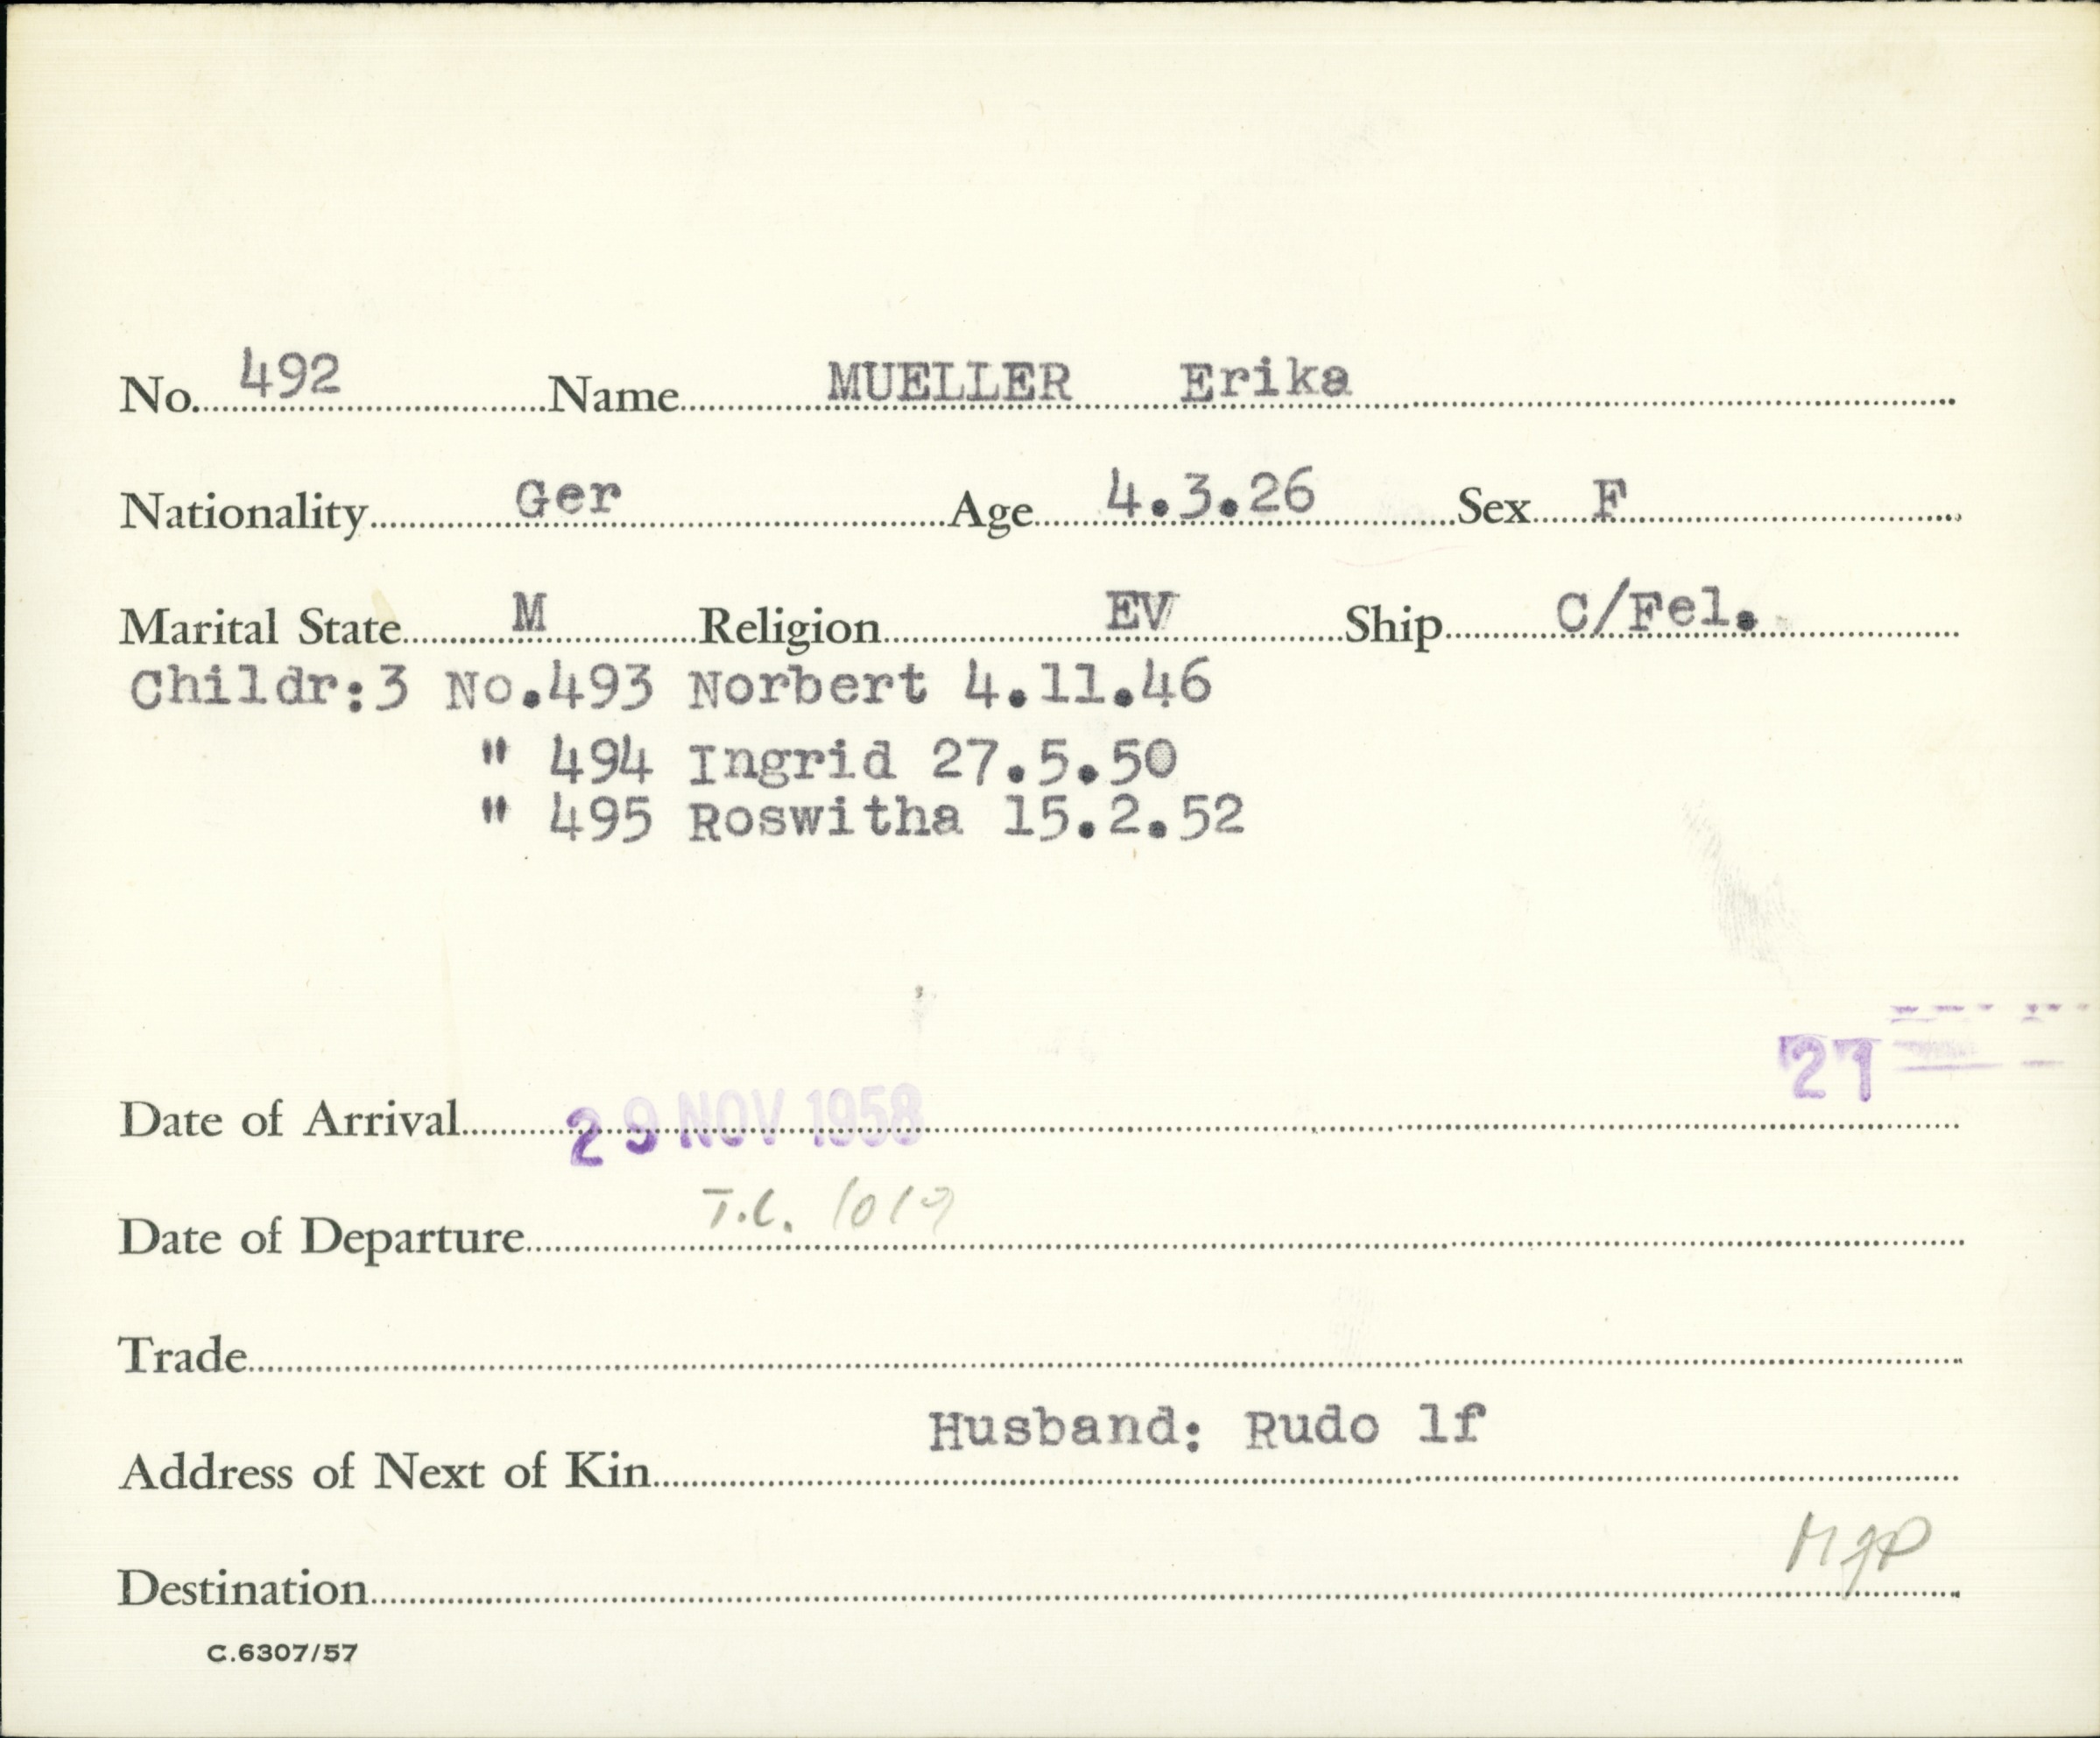 No. 492 Name MUELLER Erika
Nationality Ger Age 4.3.26 Sex F
Marital State M Religion EV Ship C/Fel.
Childr:3 No.493 Norbert 4.11.46
" 494 Ingrid 27.5.50
" 495 Roswitha 15.2.52
21
Date of Arrival 29 NOV 1958
Date of Departure T.C.
Trade
Husband: Rudo lf
Address of Next of Kin
Destination
C.6307/57